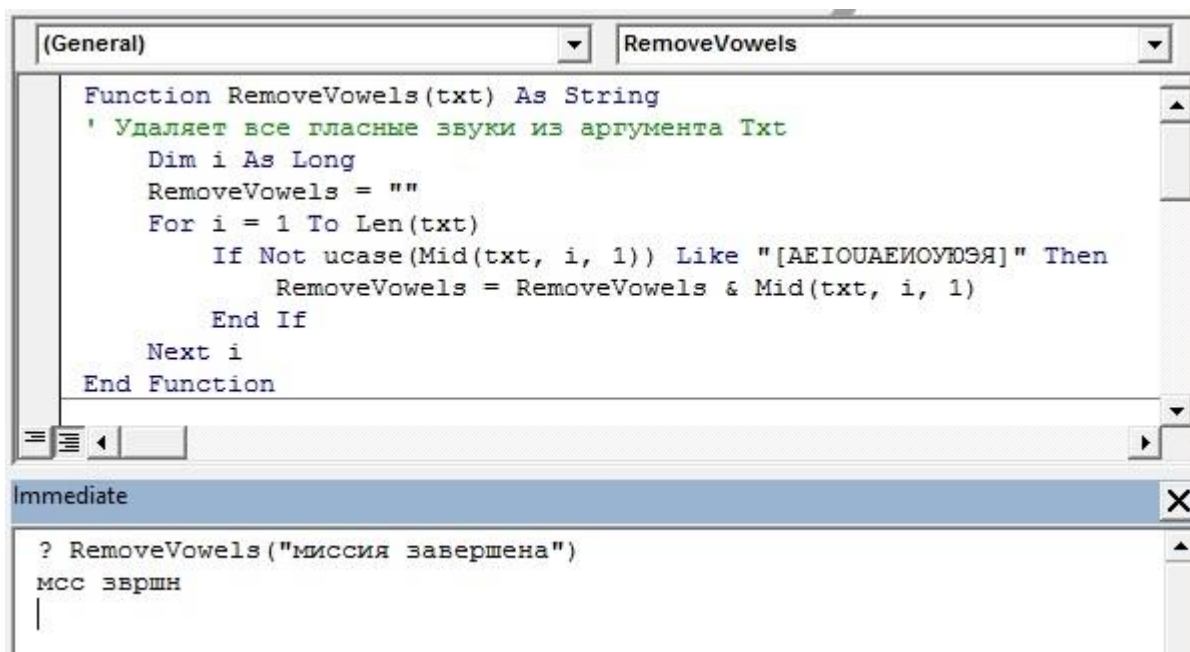 (General) RemoveVowels
Function RemoveVowels(txt) As String
' Удаляет все гласные звуки из аргумента Txt
Dim i As Long
RemoveVowels = ""
For i = 1 To Len(txt)
If Not ucase(Mid(txt, i, 1)) Like "[AEIOUАЕИОУЮЭЯ]" Then
RemoveVowels = RemoveVowels & Mid(txt, i, 1)
End If
Next i
End Function
Immediate
? RemoveVowels("миссия завершена")
мсс звршн